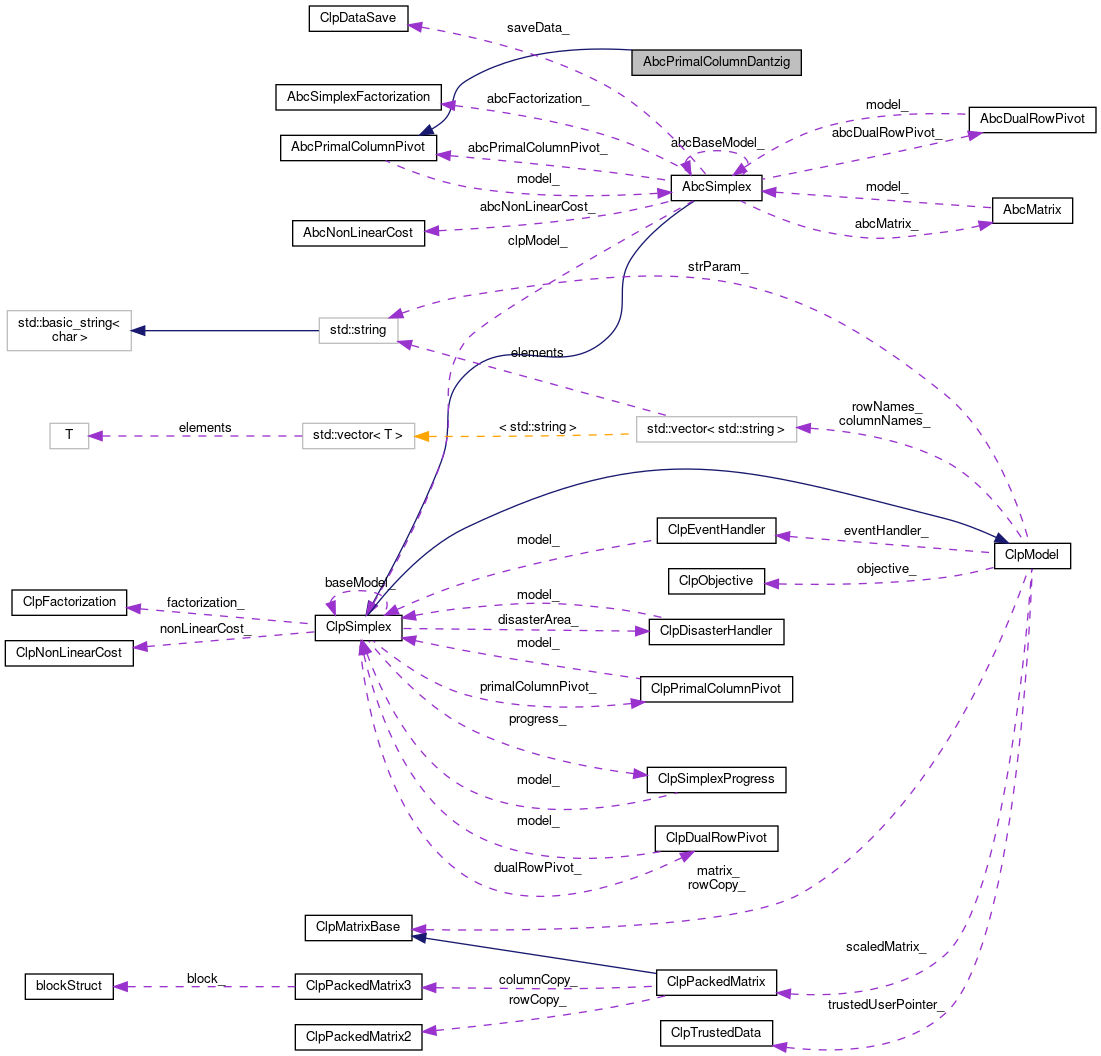 ClpDataSave
saveData_
AbcPrimalColumnDantzig
AbcSimplexFactorization
abcFactorization_
model_
AbcDualRowPivot
abcDualRowPivot_
abcBaseModel_
AbcPrimalColumnPivot
abcPrimalColumnPivot_
model_
AbcSimplex
model_
AbcMatrix
abcMatrix_
abcNonLinearCost_
AbcNonLinearCost
clpModel_
strParam_
std::basic_string<
char >
std::string
elements
rowNames_
columnNames_
T
elements
std::vector< T >
< std::string >
std::vector< std::string >
ClpEventHandler
eventHandler_
model_
ClpModel
ClpObjective
objective_
baseModel_
ClpFactorization
factorization_
model_
ClpSimplex
disasterArea_
ClpDisasterHandler
nonLinearCost_
ClpNonLinearCost
model_
primalColumnPivot_
ClpPrimalColumnPivot
progress_
model_
ClpSimplexProgress
model_
ClpDualRowPivot
dualRowPivot_
matrix_
rowCopy_
ClpMatrixBase
scaledMatrix_
blockStruct
block_
ClpPackedMatrix3
columnCopy_
ClpPackedMatrix
rowCopy_
trustedUserPointer_
ClpPackedMatrix2
ClpTrustedData